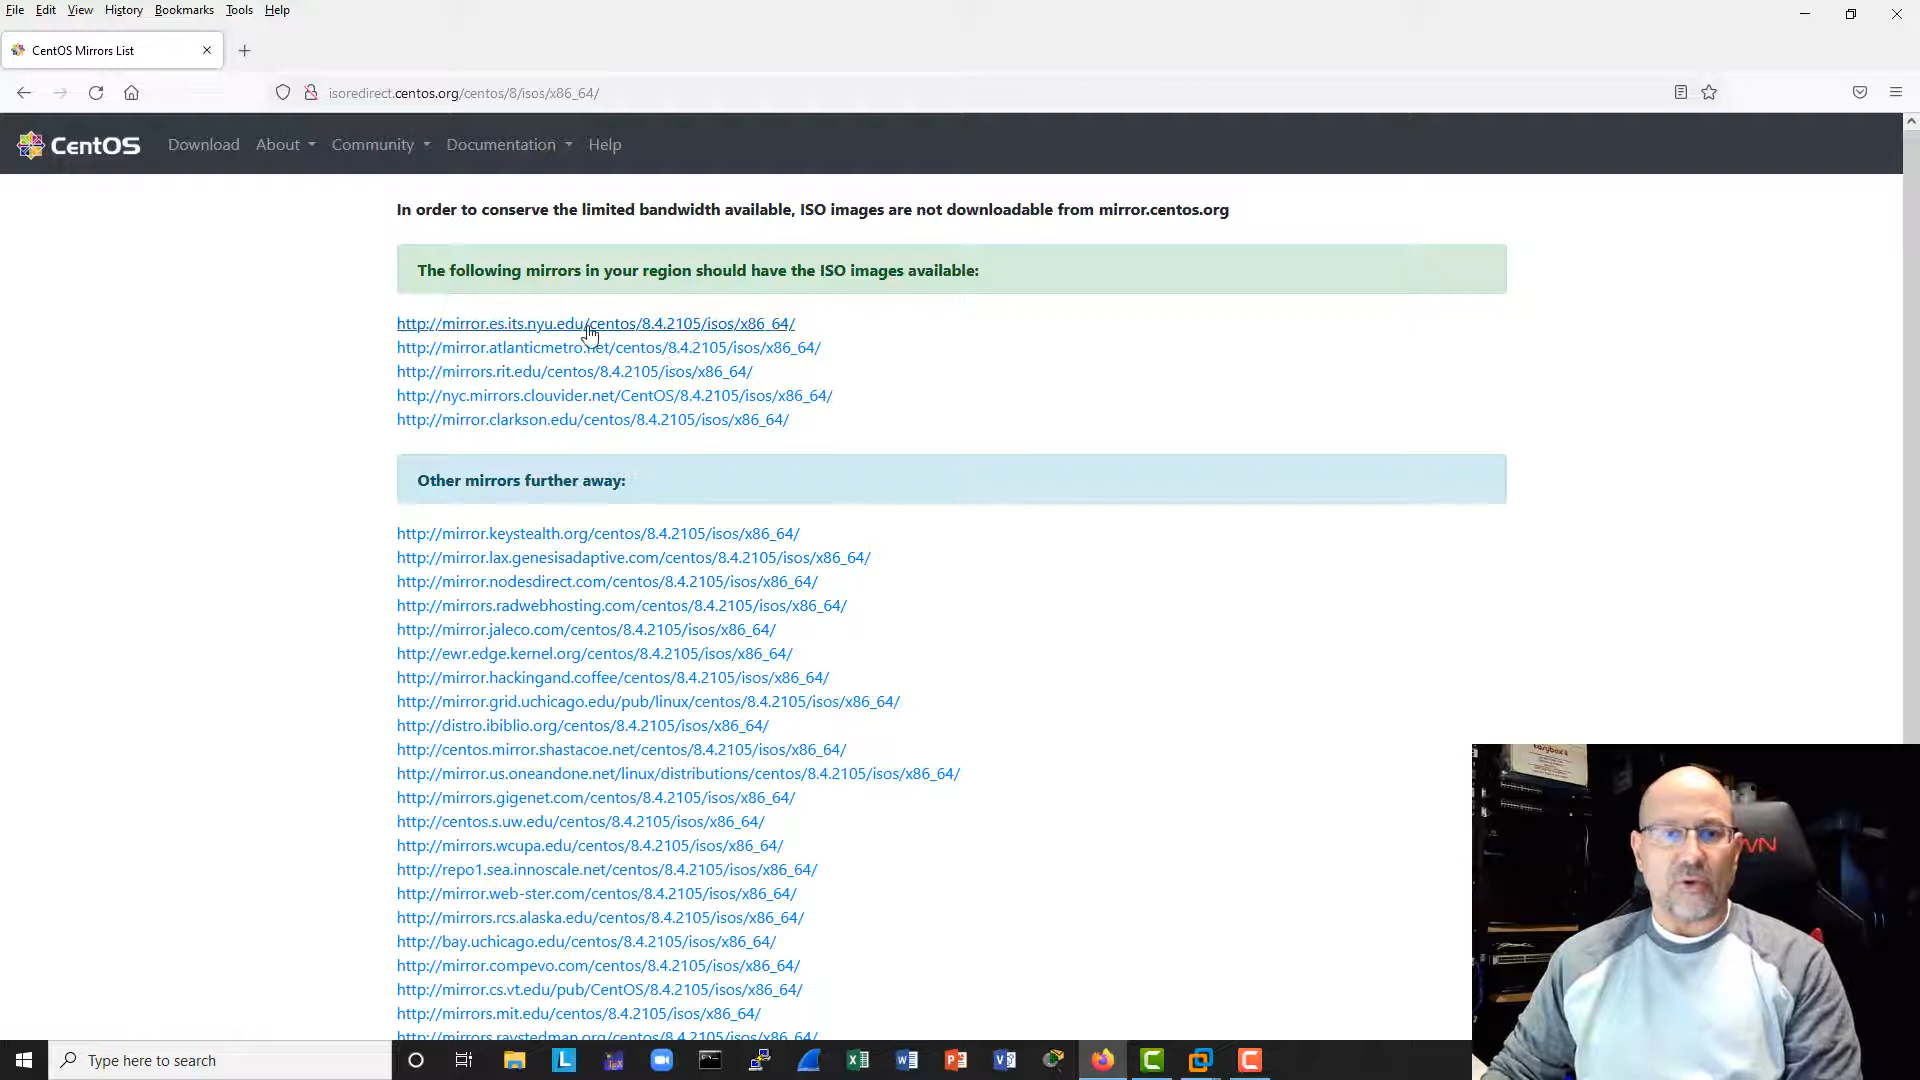 File Edit View History Bookmarks Tools Help
CentOS Mirrors List
isoredirect.centos.org/centos/8/isos/x86_64/
CentOS Download About Community Documentation Help
In order to conserve the limited bandwidth available, ISO images are not downloadable from mirror.centos.org
The following mirrors in your region should have the ISO images available:
http://mirror.es.its.nyu.edu/centos/8.4.2105/isos/x86_64/
http://mirror.atlanticmetro.net/centos/8.4.2105/isos/x86_64/
http://mirrors.rit.edu/centos/8.4.2105/isos/x86_64/
http://nyc.mirrors.clouvider.net/CentOS/8.4.2105/isos/x86_64/
http://mirror.clarkson.edu/centos/8.4.2105/isos/x86_64/
Other mirrors further away:
http://mirror.keystealth.org/centos/8.4.2105/isos/x86_64/
http://mirror.lax.genesisadaptive.com/centos/8.4.2105/isos/x86_64/
http://mirror.nodesdirect.com/centos/8.4.2105/isos/x86_64/
http://mirrors.radwebhosting.com/centos/8.4.2105/isos/x86_64/
http://mirror.jaleco.com/centos/8.4.2105/isos/x86_64/
http://ewr.edge.kernel.org/centos/8.4.2105/isos/x86_64/
http://mirror.hackingand.coffee/centos/8.4.2105/isos/x86_64/
http://mirror.grid.uchicago.edu/pub/linux/centos/8.4.2105/isos/x86_64/
http://distro.ibiblio.org/centos/8.4.2105/isos/x86_64/
http://centos.mirror.shastacoe.net/centos/8.4.2105/isos/x86_64/
http://mirror.us.oneandone.net/linux/distributions/centos/8.4.2105/isos/x86_64/
http://mirrors.gigenet.com/centos/8.4.2105/isos/x86_64/
http://centos.s.uw.edu/centos/8.4.2105/isos/x86_64/
http://mirrors.wcupa.edu/centos/8.4.2105/isos/x86_64/
http://repo1.sea.innoscale.net/centos/8.4.2105/isos/x86_64/
http://mirror.web-ster.com/centos/8.4.2105/isos/x86_64/
http://mirrors.rcs.alaska.edu/centos/8.4.2105/isos/x86_64/
http://bay.uchicago.edu/centos/8.4.2105/isos/x86_64/
http://mirror.compevo.com/centos/8.4.2105/isos/x86_64/
http://mirror.cs.vt.edu/pub/CentOS/8.4.2105/isos/x86_64/
http://mirrors.mit.edu/centos/8.4.2105/isos/x86_64/
http://mirrors.raystedman.org/centos/8.4.2105/isos/x86_64/
Type here to search